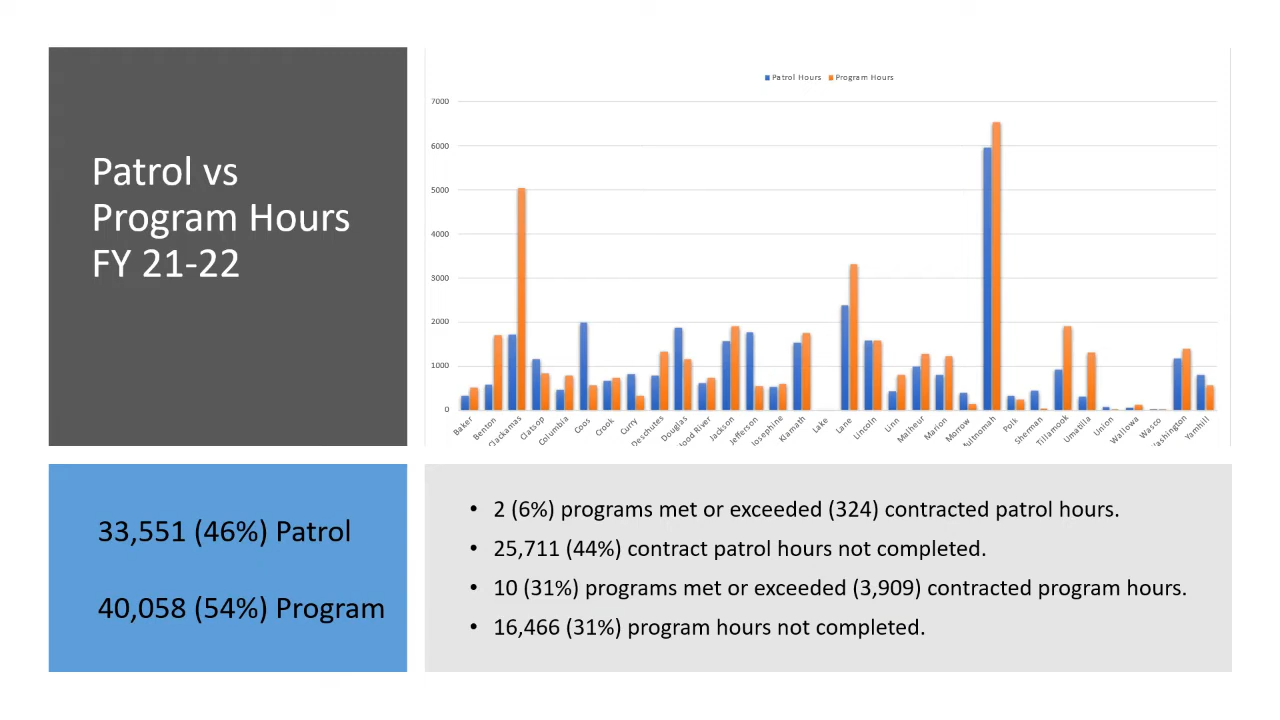 Patrol vs
Program Hours
FY 21-22
Patrol Hours Program Hours
7000
6000
5000
4000
3000
2000
1000
0
Baker
Benton
Clackamas
Clatsop
Columbia
Coos
Crook
Curry
Deschutes
Douglas
ood River
Jackson
Jefferson
Josephine
Klamath
Lake
Lane
Lincoln
Linn
Malheur
Marion
Morrow
ultnomah
Polk
Sherman
Tillamook
Umatilla
Union
Wallowa
Wasco
ashington
Yamhill
33,551 (46%) Patrol
40,058 (54%) Program
• 2 (6%) programs met or exceeded (324) contracted patrol hours.
• 25,711 (44%) contract patrol hours not completed.
• 10 (31%) programs met or exceeded (3,909) contracted program hours.
• 16,466 (31%) program hours not completed.